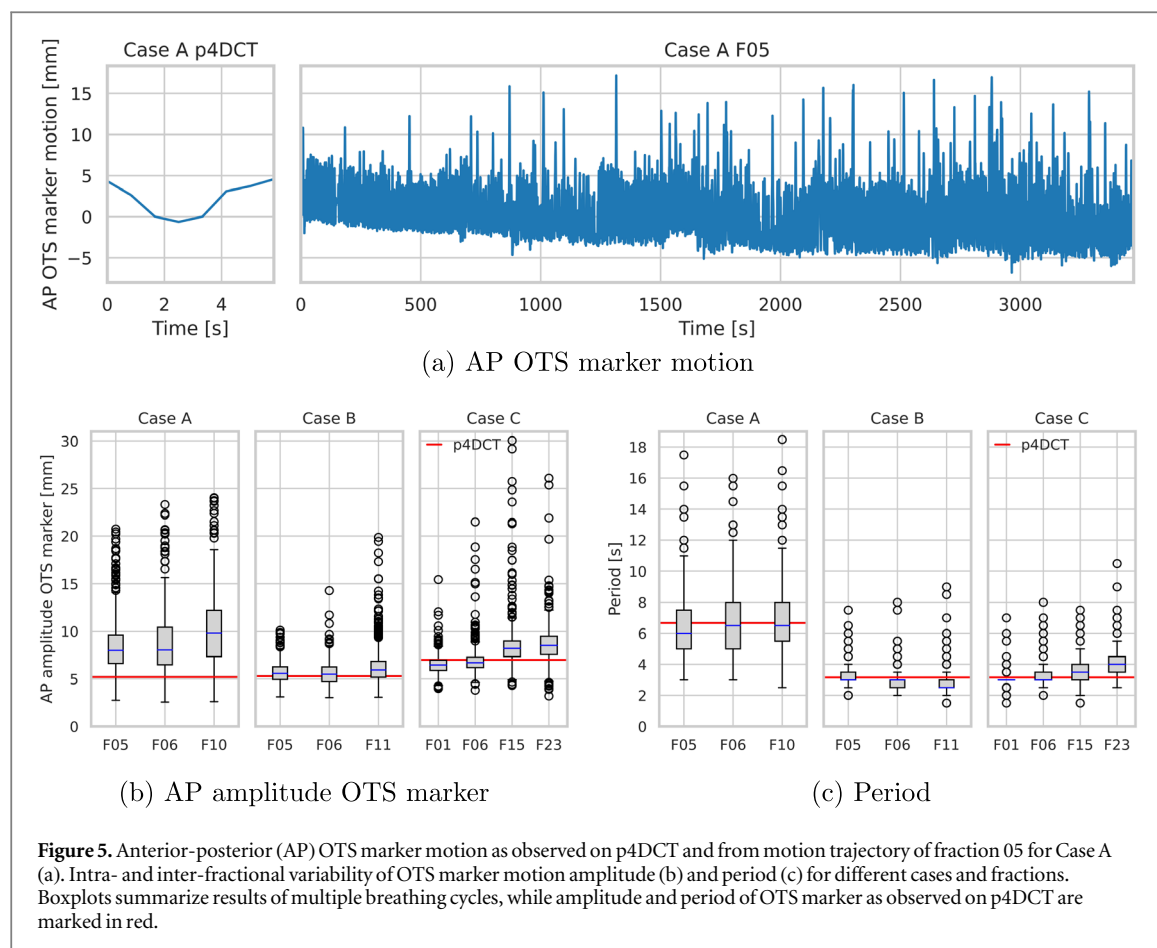 Case A p4DCT
Case A F05
AP OTS marker motion [mm]
15
10
5
0
−5
0 2 4
0 500 1000 1500 2000 2500 3000
Time [s]
Time [s]
(a) AP OTS marker motion
Case A
Case B
Case C
AP amplitude OTS marker [mm]
30
25
20
15
10
5
0
p4DCT
F05 F06 F10
F05 F06 F11
F01 F06 F15 F23
(b) AP amplitude OTS marker
Case A
Case B
Case C
Period [s]
18
16
14
12
10
8
6
4
2
0
p4DCT
F05 F06 F10
F05 F06 F11
F01 F06 F15 F23
(c) Period
Figure 5. Anterior-posterior (AP) OTS marker motion as observed on p4DCT and from motion trajectory of fraction 05 for Case A
(a). Intra- and inter-fractional variability of OTS marker motion amplitude (b) and period (c) for different cases and fractions.
Boxplots summarize results of multiple breathing cycles, while amplitude and period of OTS marker as observed on p4DCT are
marked in red.